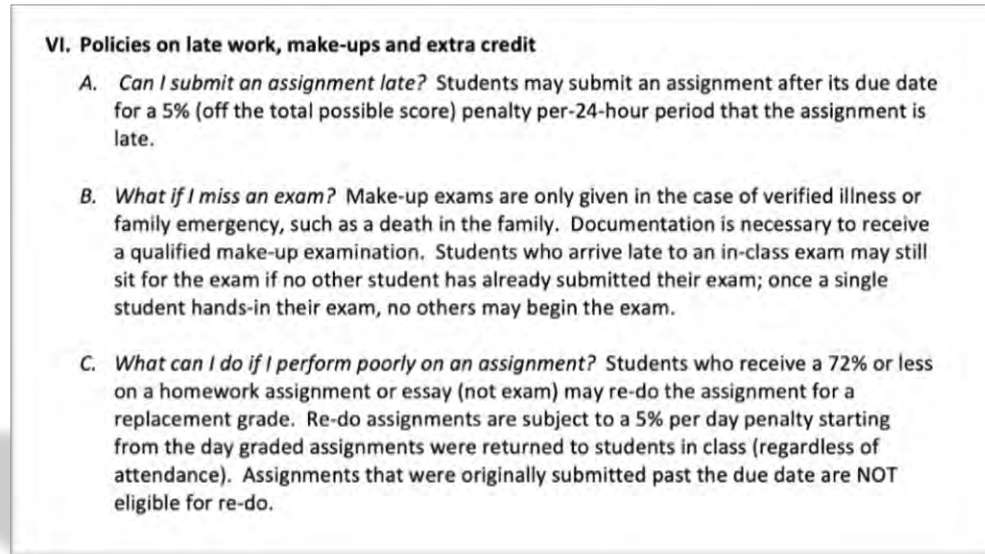 VI. Policies on late work, make-ups and extra credit
A. Can I submit an assignment late? Students may submit an assignment after its due date
for a 5% (off the total possible score) penalty per-24-hour period that the assignment is
late.
B. What if I miss an exam? Make-up exams are only given in the case of verified illness or
family emergency, such as a death in the family. Documentation is necessary to receive
a qualified make-up examination. Students who arrive late to an in-class exam may still
sit for the exam if no other student has already submitted their exam; once a single
student hands-in their exam, no others may begin the exam.
C. What can I do if I perform poorly on an assignment? Students who receive a 72% or less
on a homework assignment or essay (not exam) may re-do the assignment for a
replacement grade. Re-do assignments are subject to a 5% per day penalty starting
from the day graded assignments were returned to students in class (regardless of
attendance). Assignments that were originally submitted past the due date are NOT
eligible for re-do.